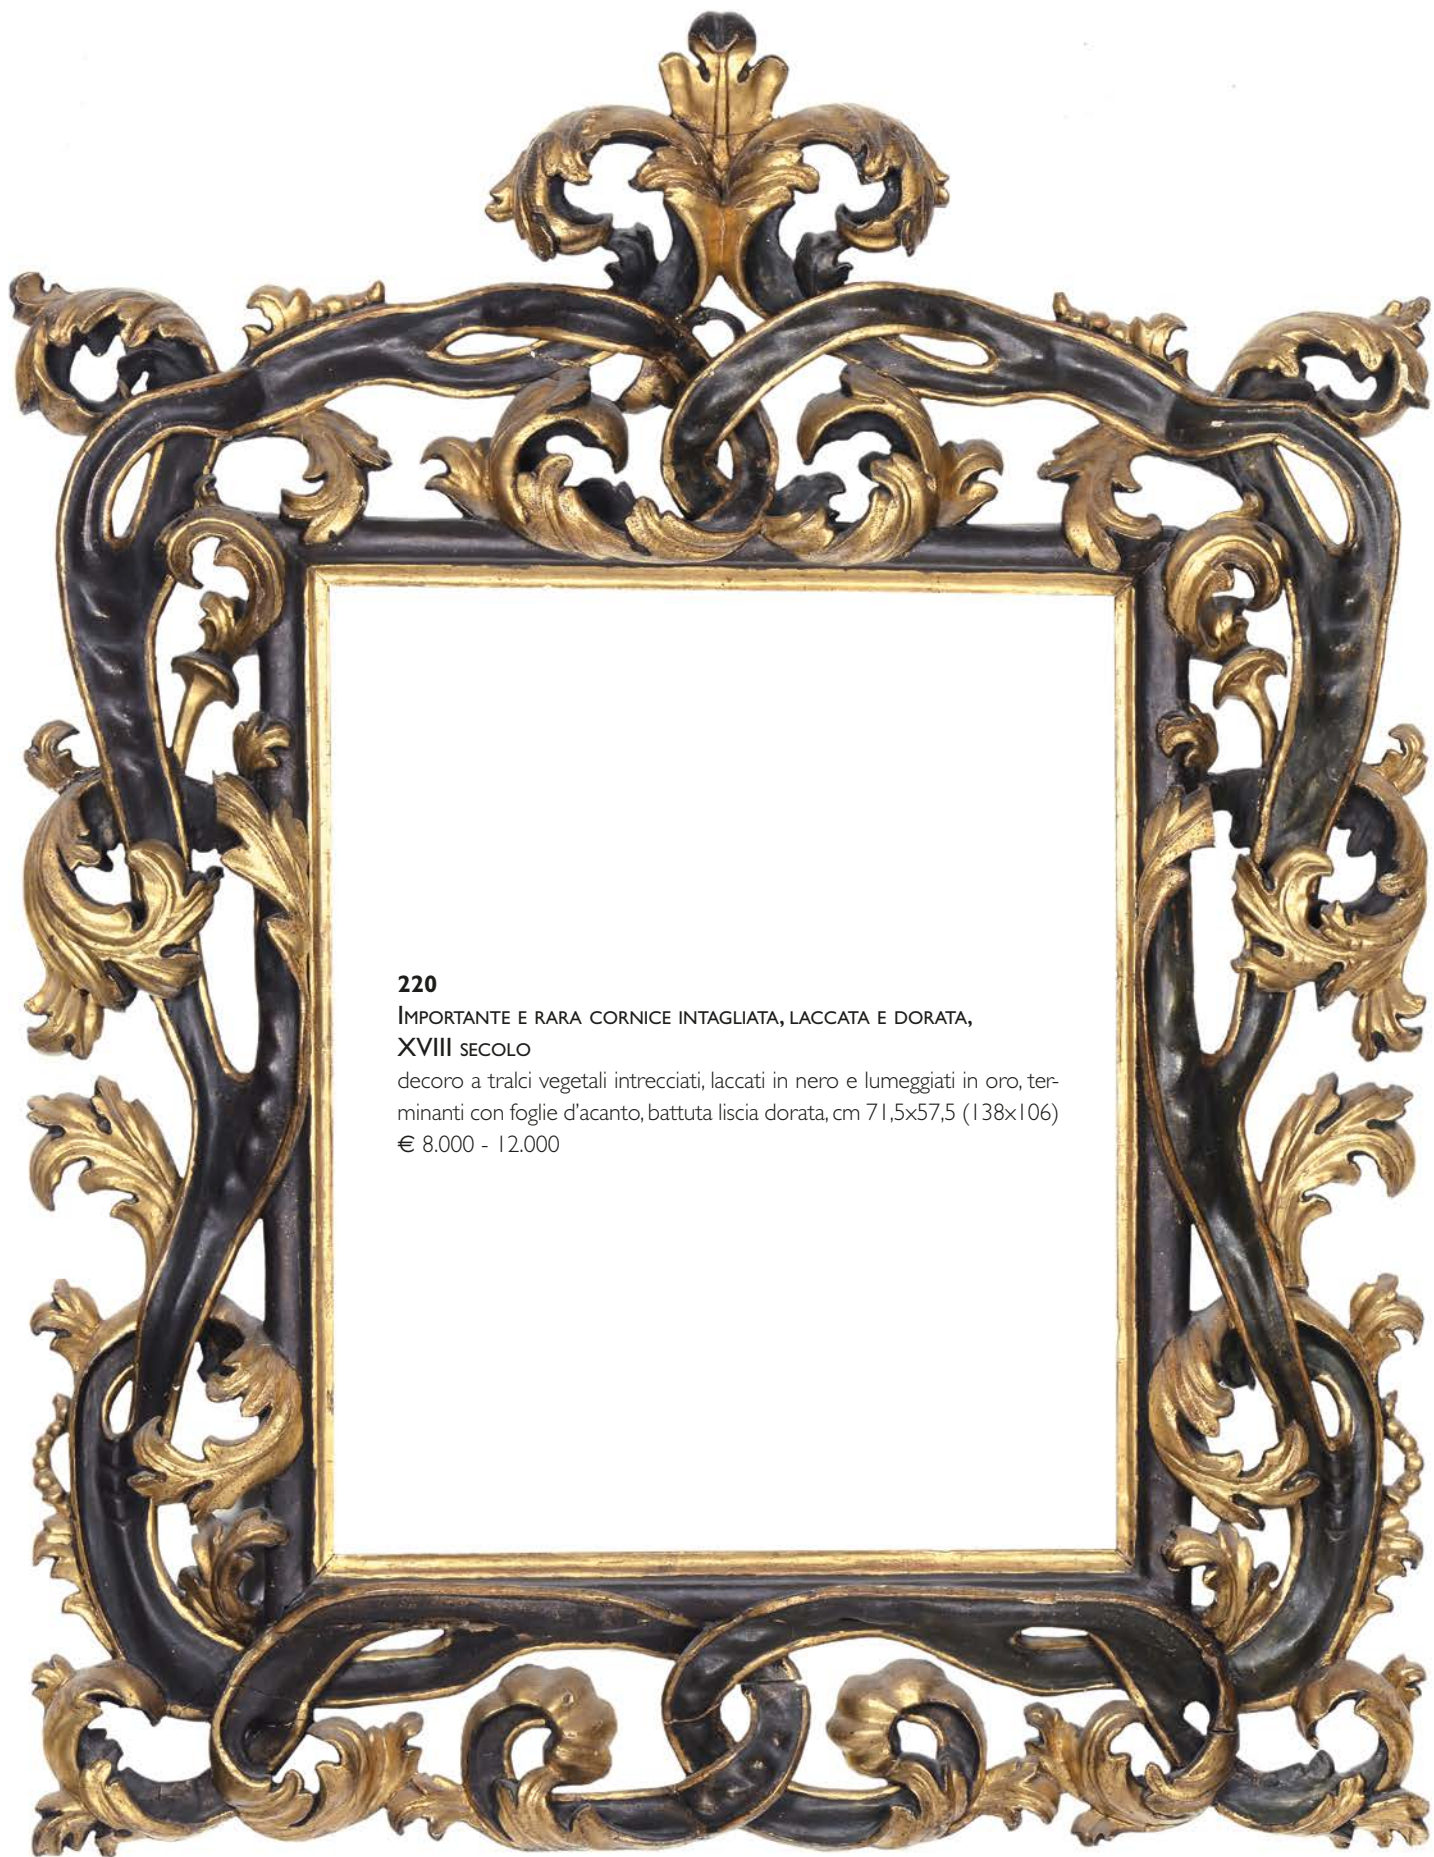 220
Importante e rara cornice intagliata, laccata e dorata,
XVIII secolo
decoro a tralci vegetali intrecciati, laccati in nero e lumeggiati in oro, ter-
minanti con foglie d'acanto, battuta liscia dorata, cm 71,5x57,5 (138x106)
€ 8.000 - 12.000